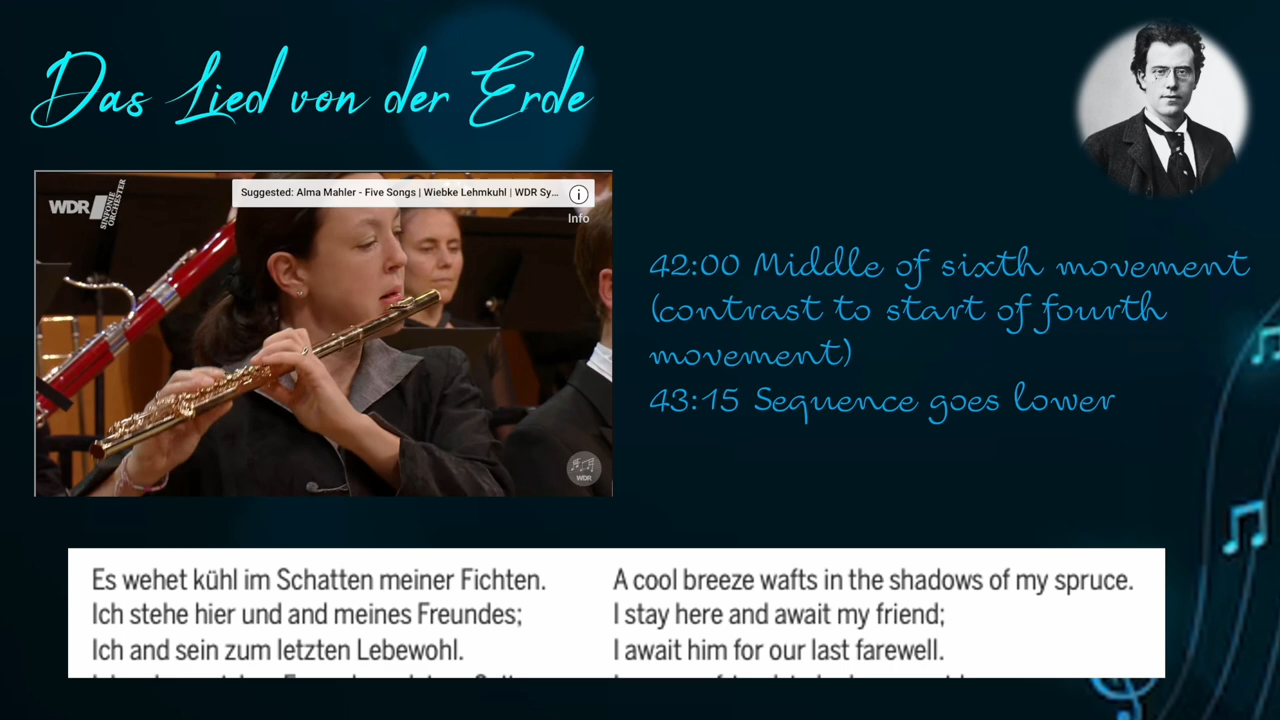 Das Lied von der Erde
WDR SINFONIE ORCHESTER
Suggested: Alma Mahler - Five Songs | Wiebke Lehmkuhl | WDR Sy...
i
Info
WDR
42:00 Middle of sixth movement
(contrast to start of fourth
movement)
43:15 Sequence goes lower
Es wehet kühl im Schatten meiner Fichten.
Ich stehe hier und and meines Freundes;
Ich and sein zum letzten Lebewohl.
A cool breeze wafts in the shadows of my spruce.
I stay here and await my friend;
I await him for our last farewell.